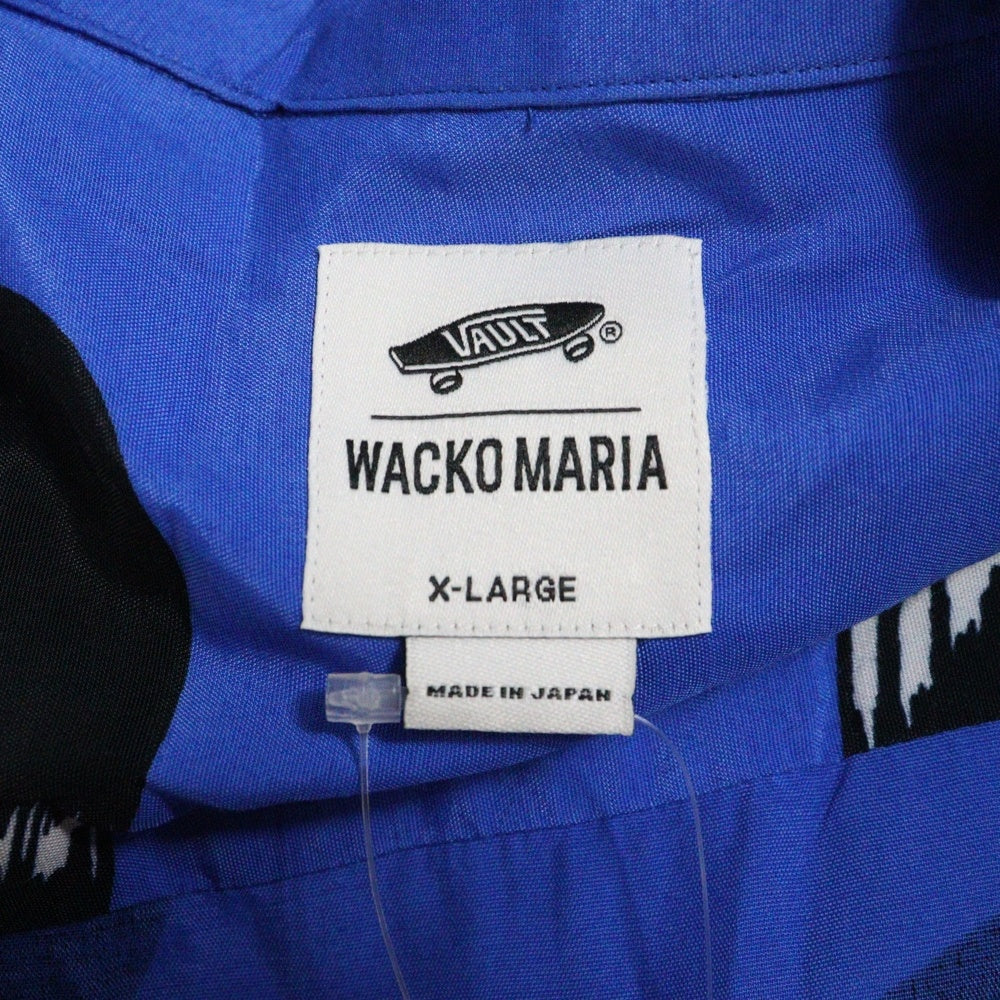 VAULT ®
WACKO MARIA
X-LARGE
MADE IN JAPAN